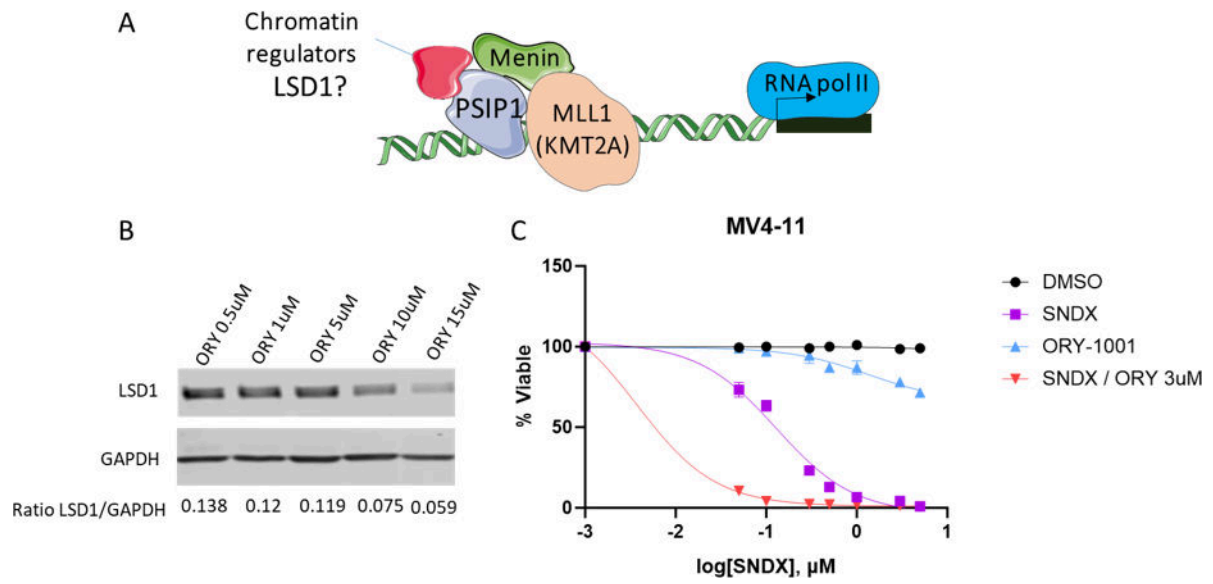 A
Chromatin
regulators
LSD1?
Menin
PSIP1
MLL1
(KMT2A)
RNA pol II
B
ORY 0.5uM
ORY 1uM
ORY 5uM
ORY 10uM
ORY 15uM
LSD1
GAPDH
Ratio LSD1/GAPDH 0.138 0.12 0.119 0.075 0.059
C
MV4-11
% Viable
150
100
50
0
-3 -2 -1 0 1
log[SNDX], µM
DMSO
SNDX
ORY-1001
SNDX / ORY 3uM